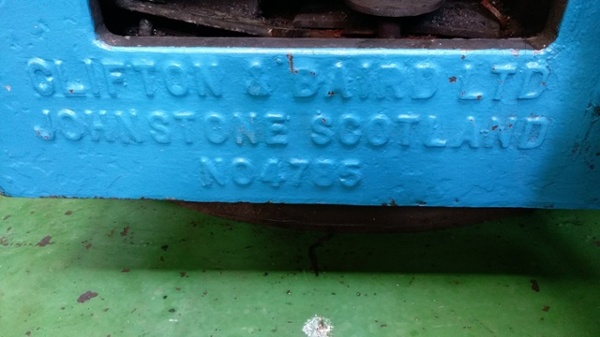 CLIFTON & BAIRD LTD
JOHNSTONE SCOTLAND
NO4785